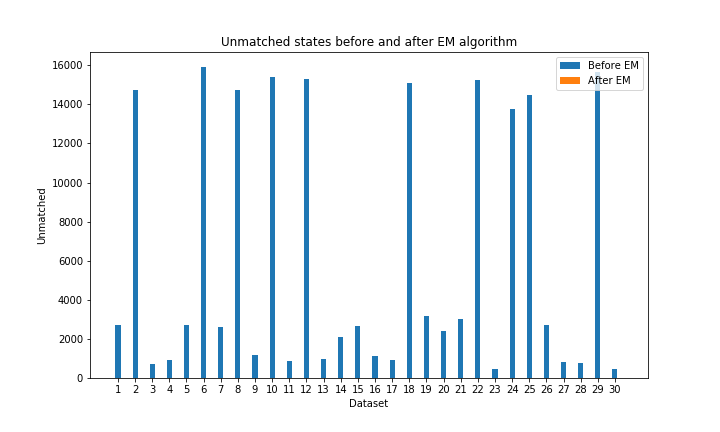 Unmatched states before and after EM algorithm
Before EM
After EM
16000
14000
12000
10000
8000
6000
4000
2000
0
Unmatched
1 2 3 4 5 6 7 8 9 10 11 12 13 14 15 16 17 18 19 20 21 22 23 24 25 26 27 28 29 30
Dataset